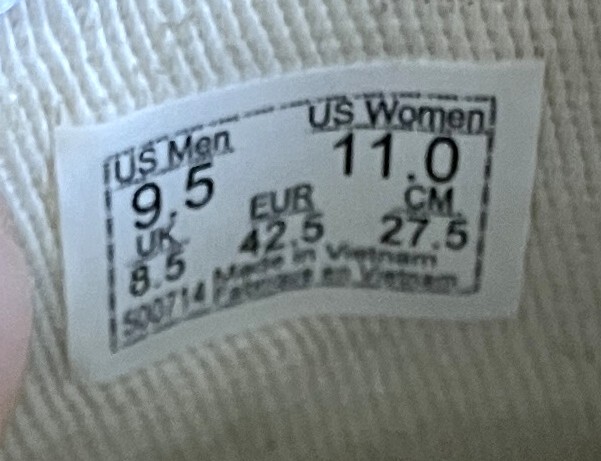 US Men US Women
9.5 11.0
UK EUR CM
8.5 42.5 27.5
500714 Made in Vietnam
Fabriqué en Vietnam